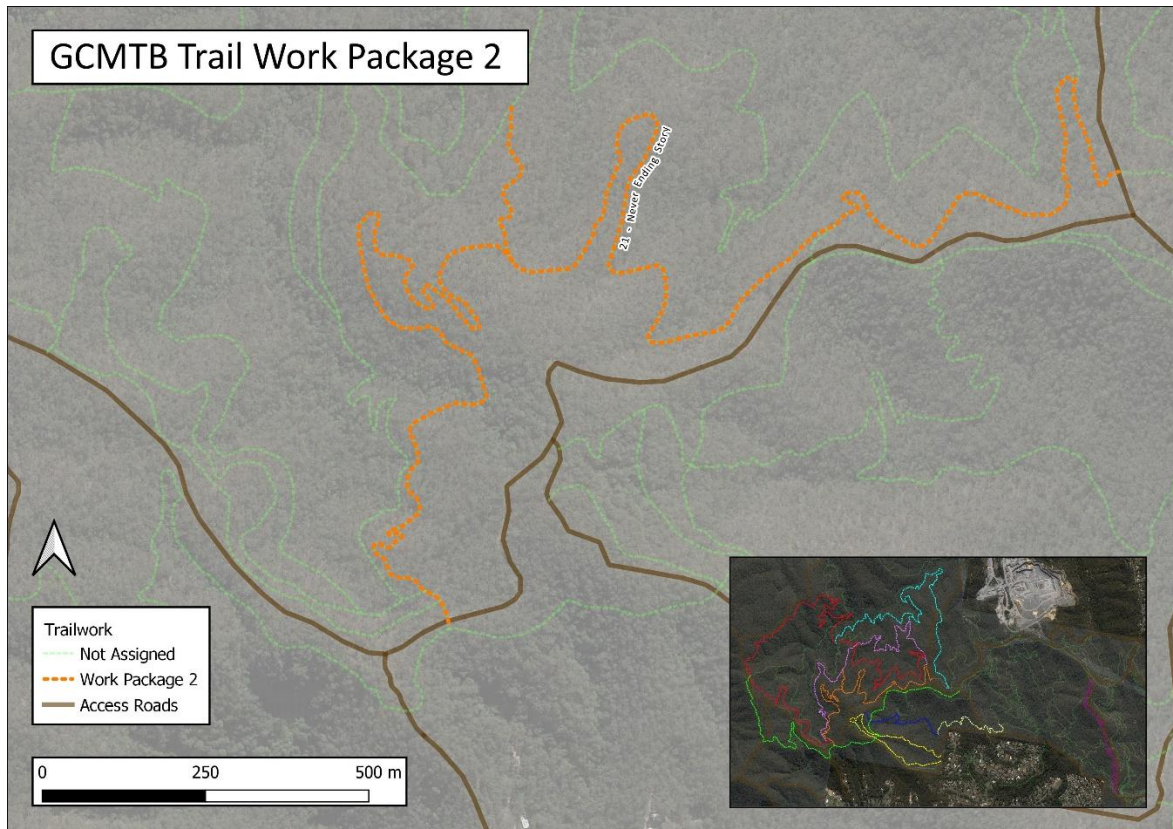 GCMTB Trail Work Package 2
21 - Never Ending Story
Trailwork
Not Assigned
Work Package 2
Access Roads
0 250 500 m